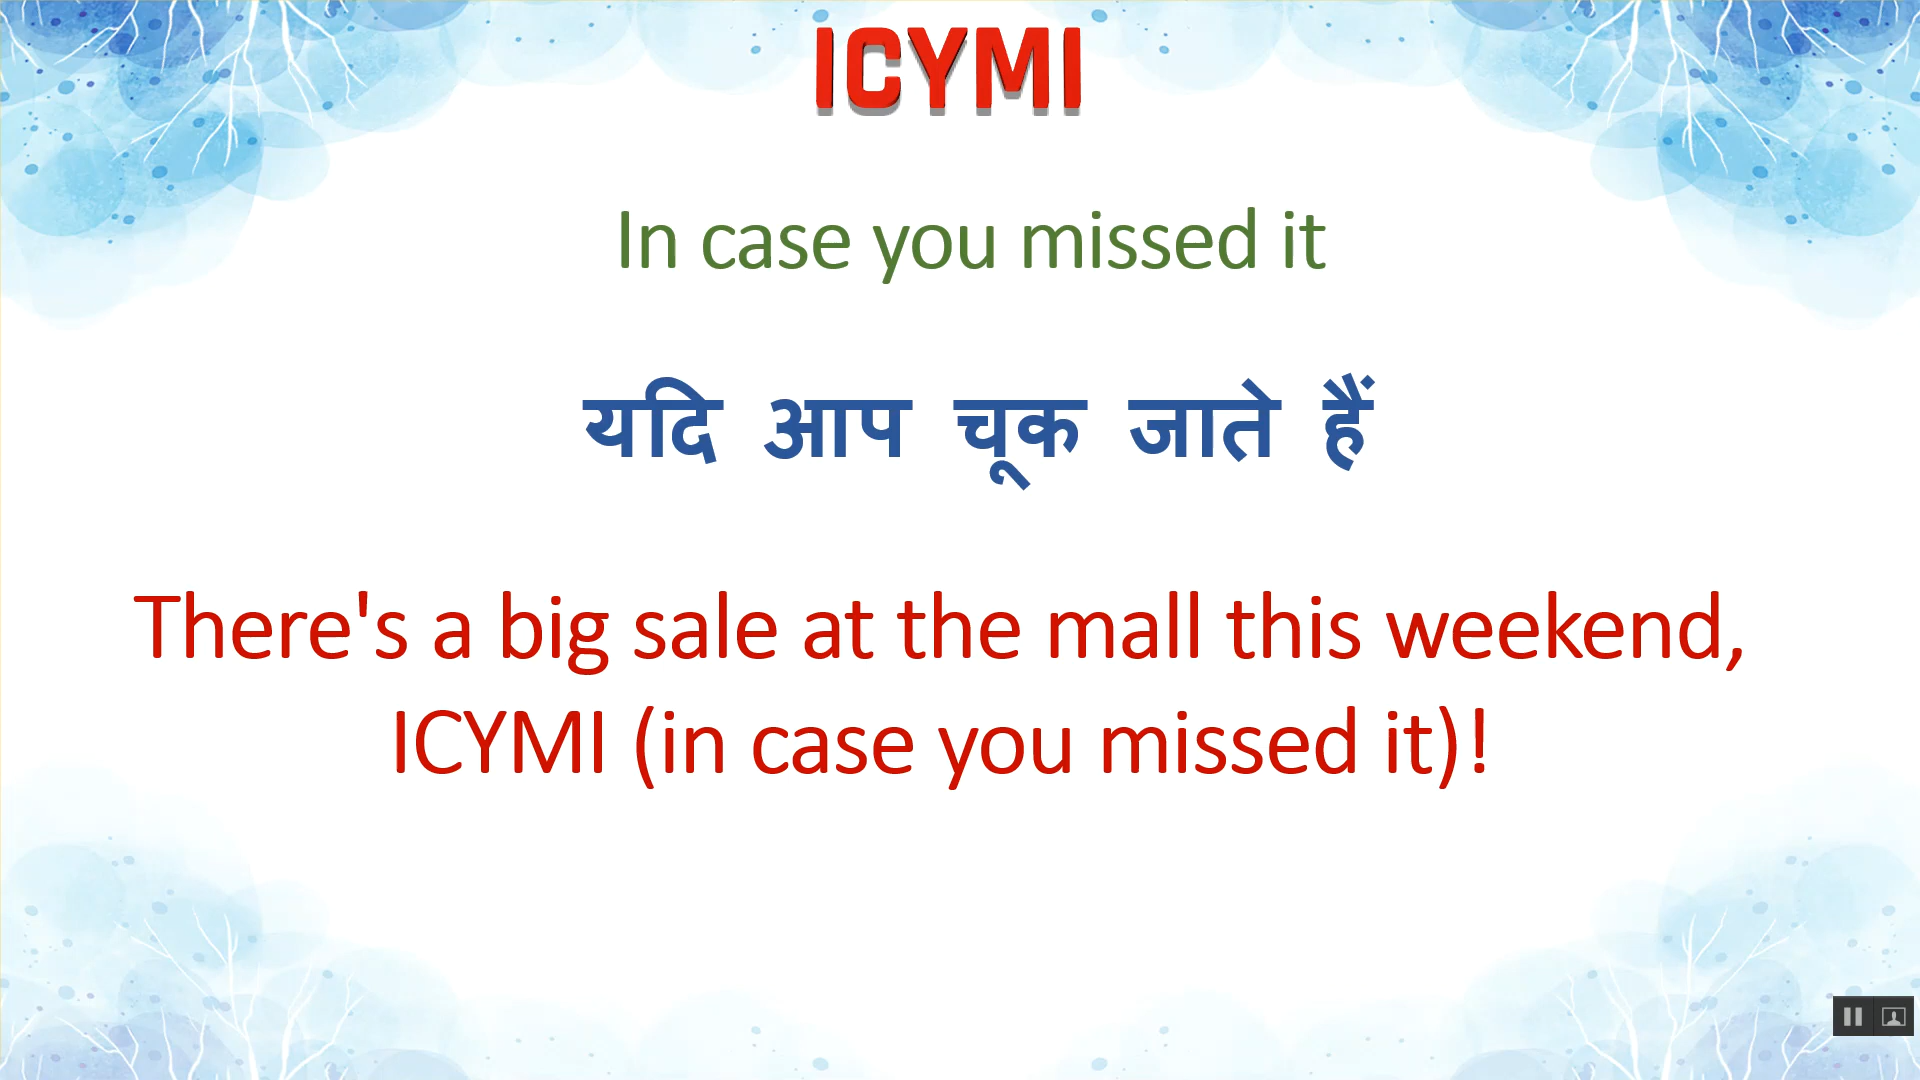 ICYMI
In case you missed it
यदि आप चूक जाते हैं
There's a big sale at the mall this weekend,
ICYMI (in case you missed it)!